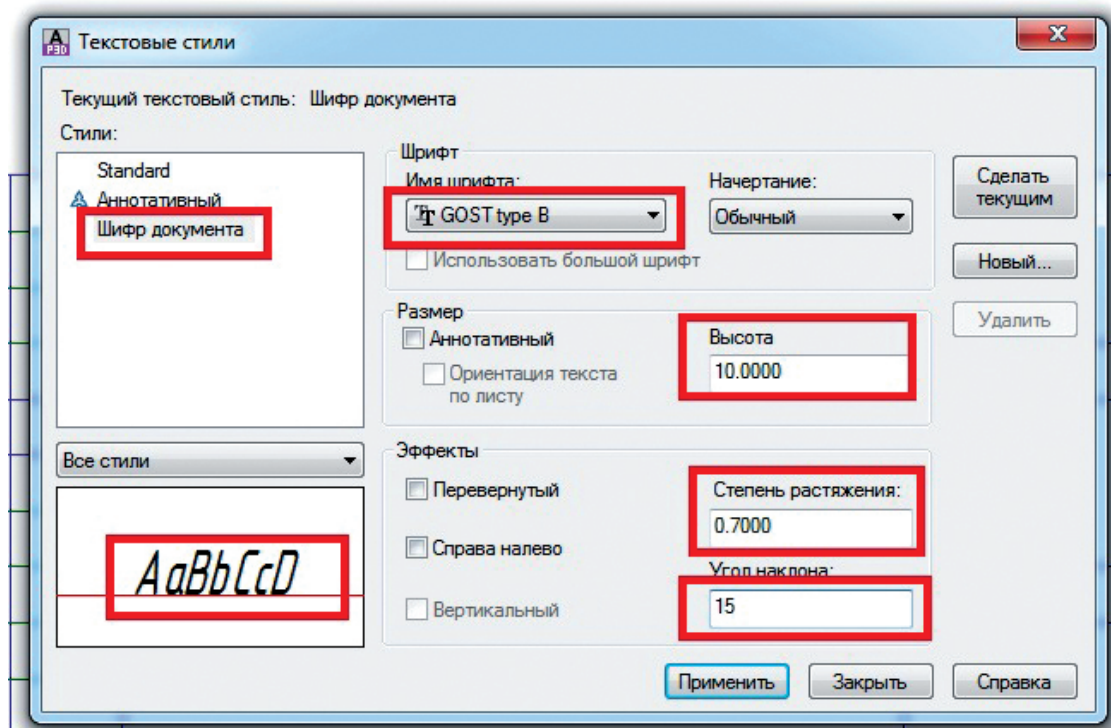 A
P3D
Текстовые стили
Текущий текстовый стиль: Шифр документа
Стили:
Standard
Аннотативный
Шифр документа
Все стили
AaBbCcD
Шрифт
Имя шрифта:
GOST type B
Начертание:
Обычный
Использовать большой шрифт
Размер
Аннотативный
Ориентация текста
по листу
Высота
10.0000
Эффекты
Перевернутый
Справа налево
Вертикальный
Степень растяжения:
0.7000
Угол наклона:
15
Сделать
текущим
Новый...
Удалить
Применить
Закрыть
Справка